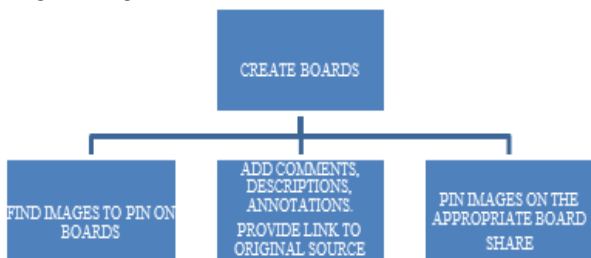 CREATE BOARDS
FIND IMAGES TO PIN ON
BOARDS
ADD COMMENTS,
DESCRIPTIONS,
ANNOTATIONS.
PROVIDE LINK TO
ORIGINAL SOURCE
PIN IMAGES ON THE
APPROPRIATE BOARD
SHARE